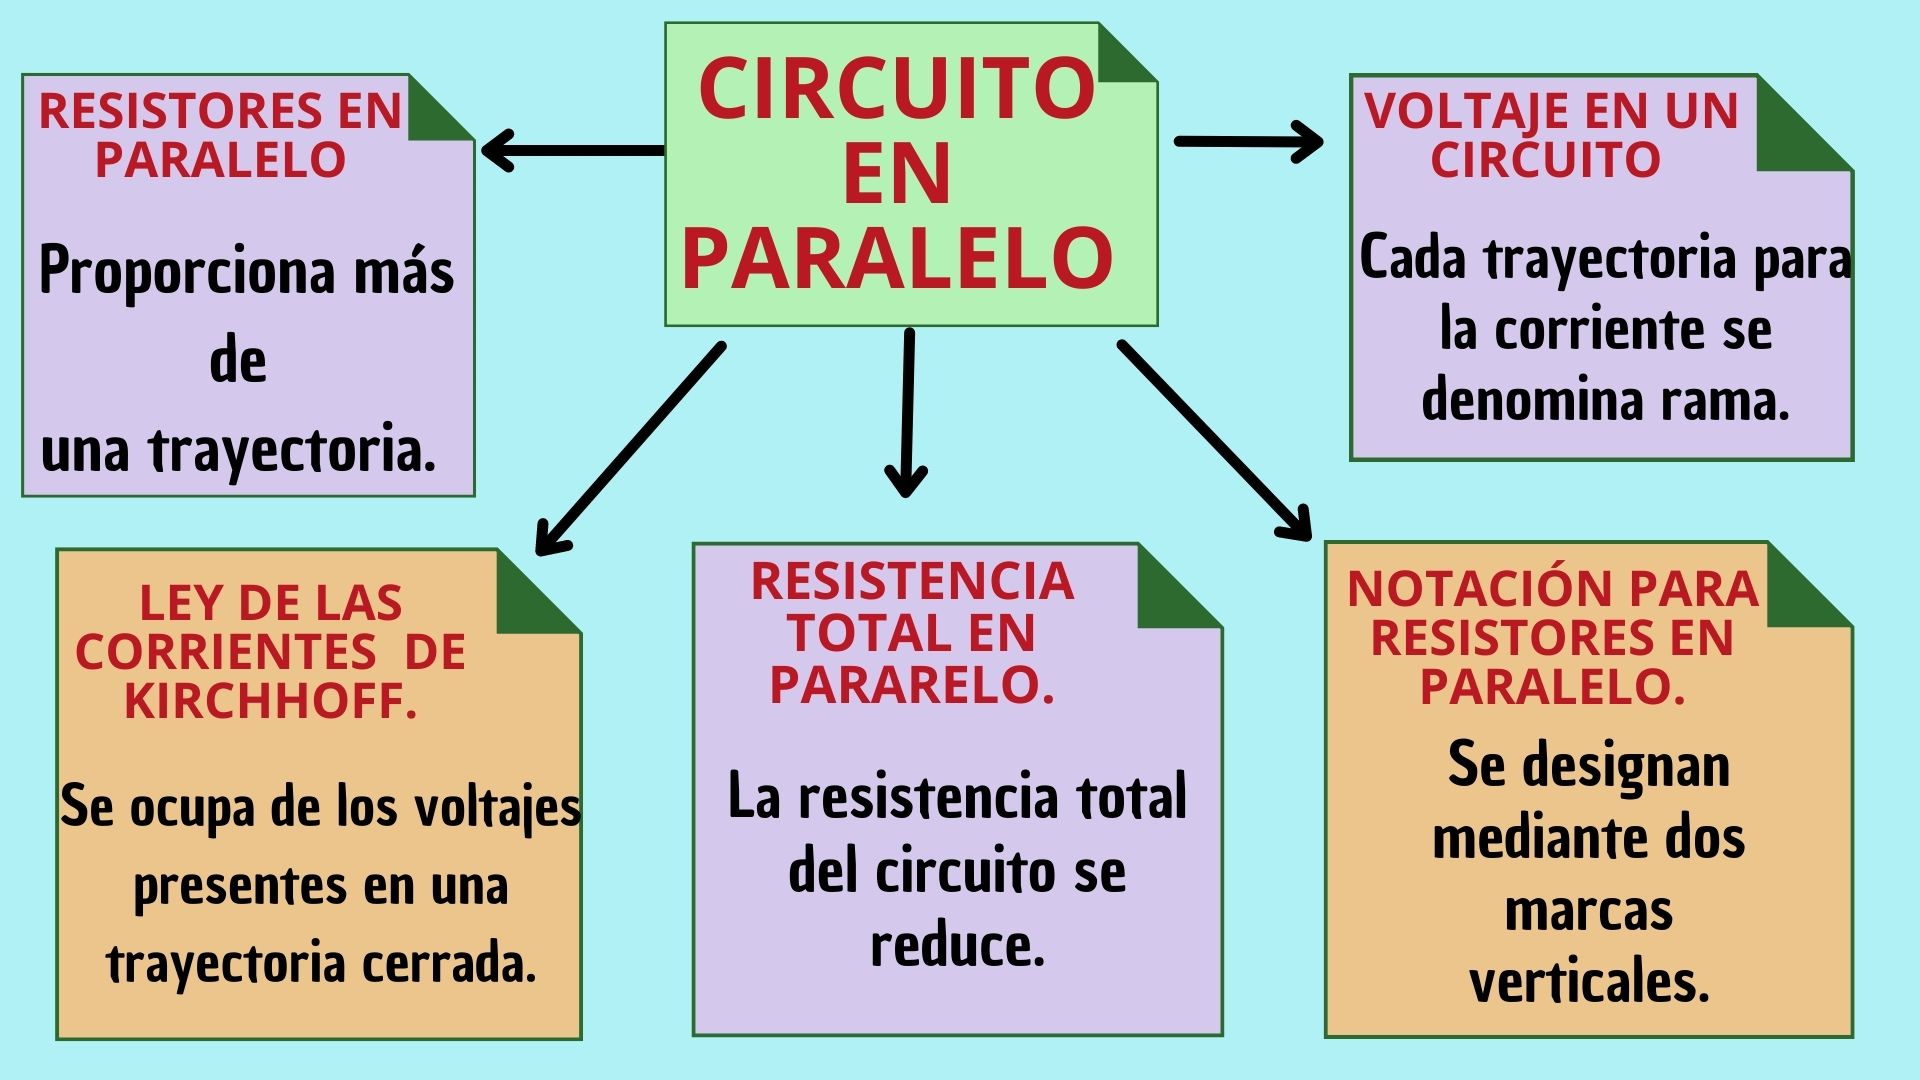 CIRCUITO
EN
PARALELO
RESISTORES EN
PARALELO
Proporciona más
de
una trayectoria.
VOLTAJE EN UN
CIRCUITO
Cada trayectoria para
la corriente se
denomina rama.
LEY DE LAS
CORRIENTES DE
KIRCHHOFF.
Se ocupa de los voltajes
presentes en una
trayectoria cerrada.
RESISTENCIA
TOTAL EN
PARARELO.
La resistencia total
del circuito se
reduce.
NOTACIÓN PARA
RESISTORES EN
PARALELO.
Se designan
mediante dos
marcas
verticales.